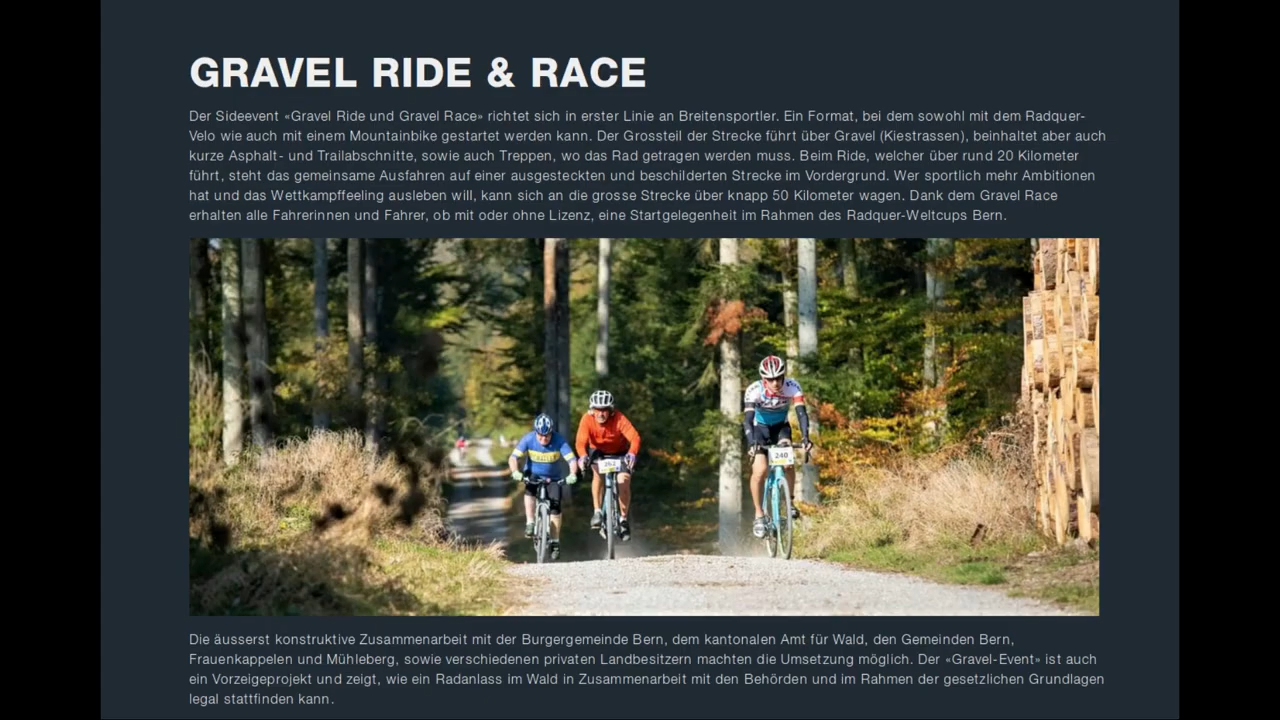 GRAVEL RIDE & RACE
Der Sideevent «Gravel Ride und Gravel Race» richtet sich in erster Linie an Breitensportler. Ein Format, bei dem sowohl mit dem Radquer-
Velo wie auch mit einem Mountainbike gestartet werden kann. Der Grossteil der Strecke führt über Gravel (Kiestrassen), beinhaltet aber auch
kurze Asphalt- und Trailabschnitte, sowie auch Treppen, wo das Rad getragen werden muss. Beim Ride, welcher über rund 20 Kilometer
führt, steht das gemeinsame Ausfahren auf einer ausgesteckten und beschilderten Strecke im Vordergrund. Wer sportlich mehr Ambitionen
hat und das Wettkampffeeling ausleben will, kann sich an die grosse Strecke über knapp 50 Kilometer wagen. Dank dem Gravel Race
erhalten alle Fahrerinnen und Fahrer, ob mit oder ohne Lizenz, eine Startgelegenheit im Rahmen des Radquer-Weltcups Bern.
240
Die äusserst konstruktive Zusammenarbeit mit der Burgergemeinde Bern, dem kantonalen Amt für Wald, den Gemeinden Bern,
Frauenkappelen und Mühleberg, sowie verschiedenen privaten Landbesitzern machten die Umsetzung möglich. Der «Gravel-Event» ist auch
ein Vorzeigeprojekt und zeigt, wie ein Radanlass im Wald in Zusammenarbeit mit den Behörden und im Rahmen der gesetzlichen Grundlagen
legal stattfinden kann.